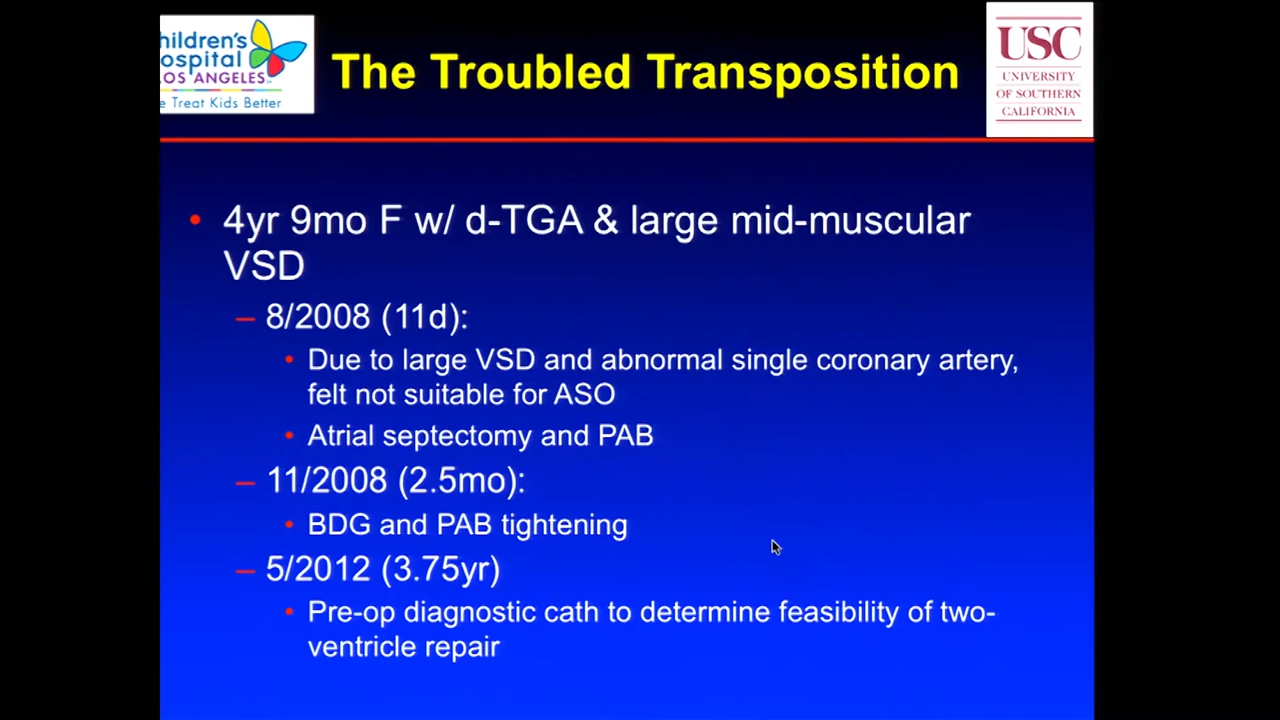 hildren's
ospital
LOS ANGELES
e Treat Kids Better
The Troubled Transposition
USC
UNIVERSITY
OF SOUTHERN
CALIFORNIA
• 4yr 9mo F w/ d-TGA & large mid-muscular
VSD
– 8/2008 (11d):
• Due to large VSD and abnormal single coronary artery,
felt not suitable for ASO
• Atrial septectomy and PAB
– 11/2008 (2.5mo):
• BDG and PAB tightening
– 5/2012 (3.75yr)
• Pre-op diagnostic cath to determine feasibility of two-
ventricle repair